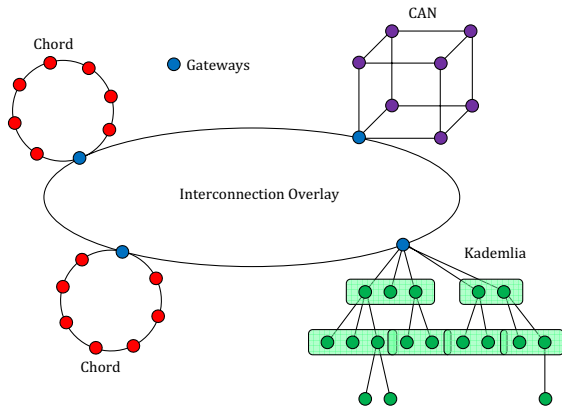 CAN
Chord
Gateways
Interconnection Overlay
Kademlia
Chord